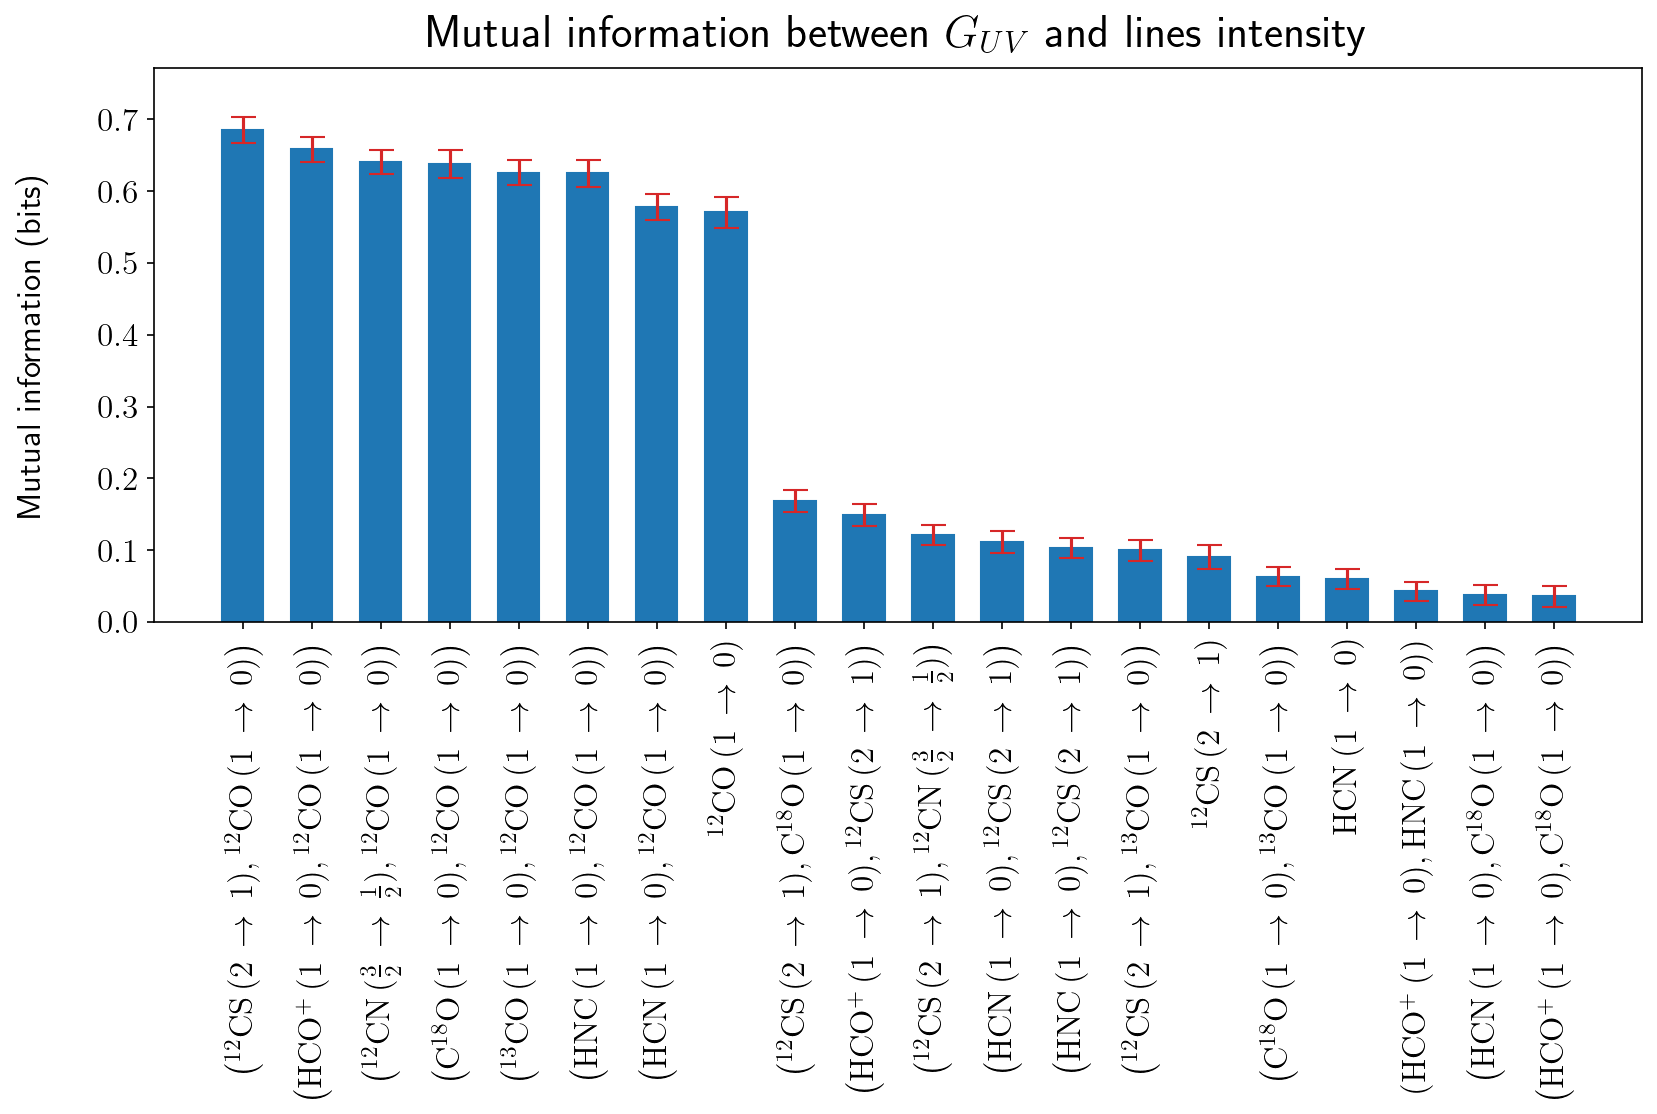 Mutual information between G_{UV} and lines intensity
Mutual information (bits)
0.7
0.6
0.5
0.4
0.3
0.2
0.1
0.0
(¹²CS (2 → 1), ¹²CO (1 → 0))
(HCO⁺ (1 → 0), ¹²CO (1 → 0))
(¹²CN (3/2 → 1/2), ¹²CO (1 → 0))
(C¹⁸O (1 → 0), ¹²CO (1 → 0))
(¹³CO (1 → 0), ¹²CO (1 → 0))
(HNC (1 → 0), ¹²CO (1 → 0))
(HCN (1 → 0), ¹²CO (1 → 0))
¹²CO (1 → 0)
(¹²CS (2 → 1), C¹⁸O (1 → 0))
(HCO⁺ (1 → 0), ¹²CS (2 → 1))
(¹²CS (2 → 1), ¹²CN (3/2 → 1/2))
(HCN (1 → 0), ¹²CS (2 → 1))
(HNC (1 → 0), ¹²CS (2 → 1))
(¹²CS (2 → 1), ¹³CO (1 → 0))
¹²CS (2 → 1)
(C¹⁸O (1 → 0), ¹³CO (1 → 0))
HCN (1 → 0)
(HCO⁺ (1 → 0), HNC (1 → 0))
(HCN (1 → 0), C¹⁸O (1 → 0))
(HCO⁺ (1 → 0), C¹⁸O (1 → 0))